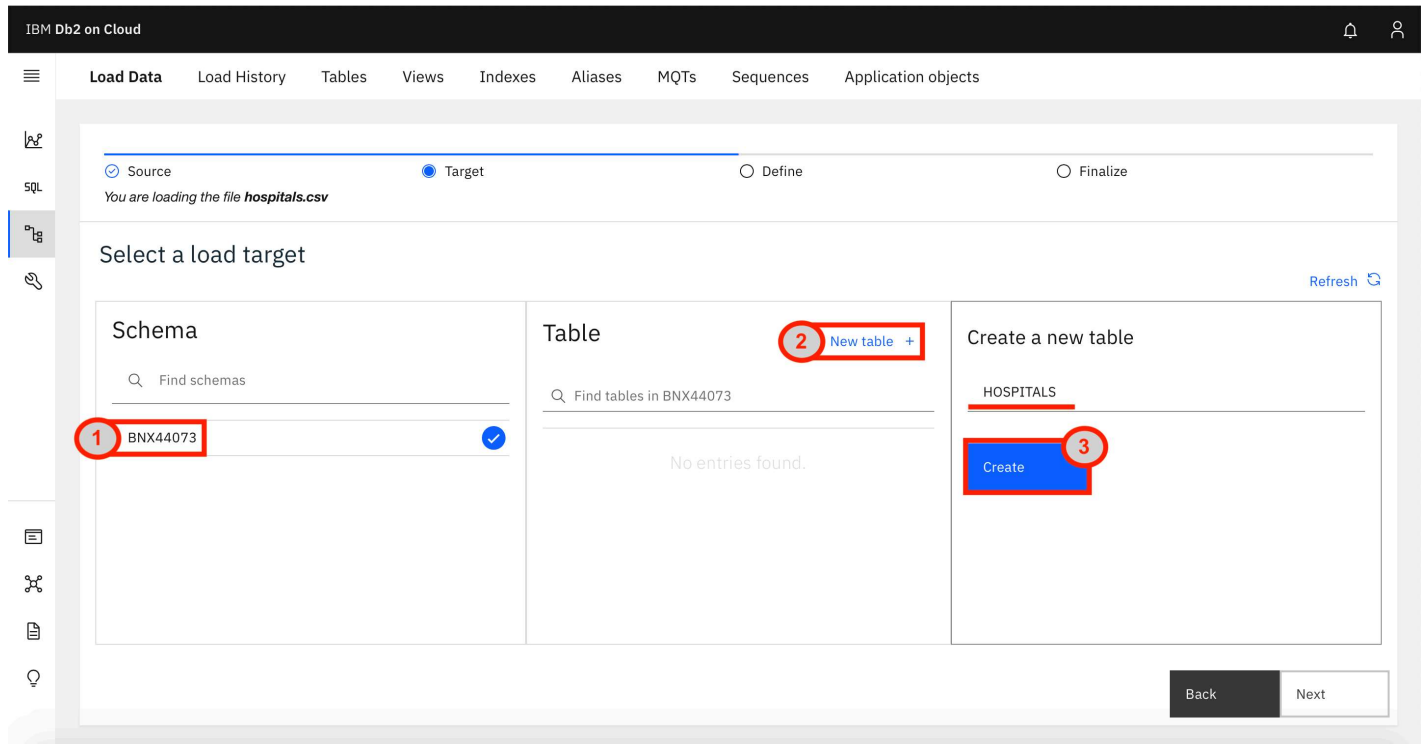 IBM Db2 on Cloud
Load Data Load History Tables Views Indexes Aliases MQTs Sequences Application objects
SQL
Source Target Define Finalize
You are loading the file hospitals.csv
Select a load target
Refresh
Schema
Find schemas
1 BNX44073
Table
2 New table +
Find tables in BNX44073
No entries found.
Create a new table
HOSPITALS
3
Create
Back Next